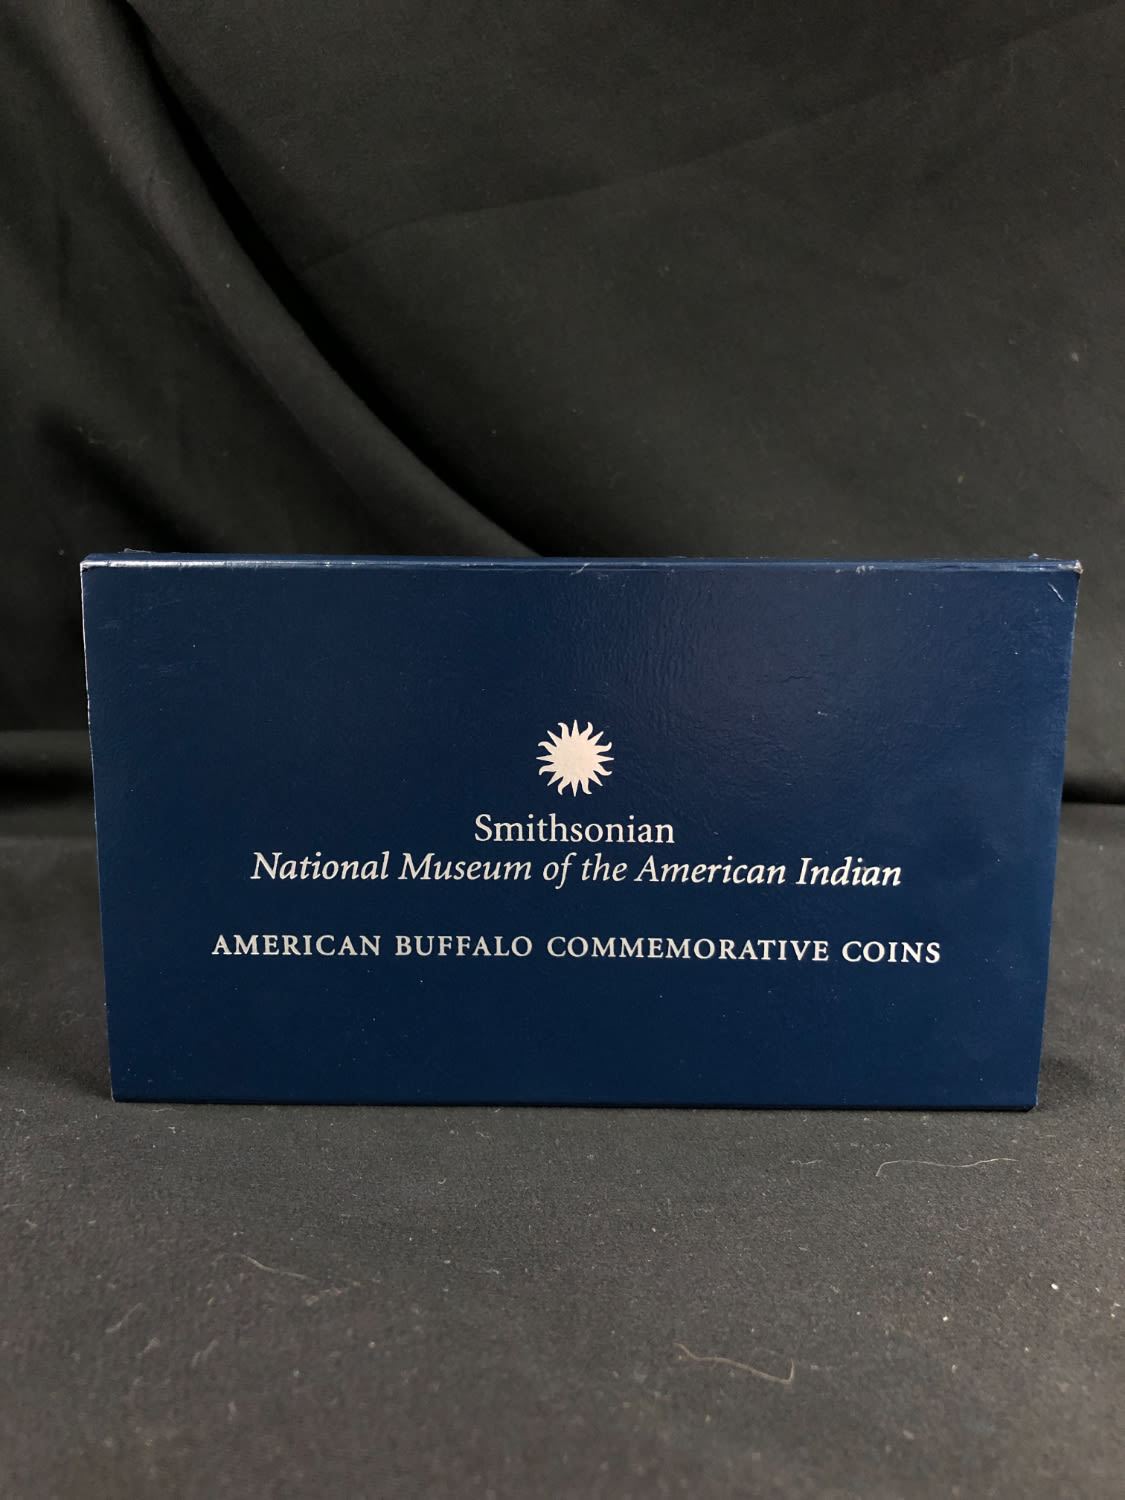 Smithsonian
National Museum of the American Indian
AMERICAN BUFFALO COMMEMORATIVE COINS